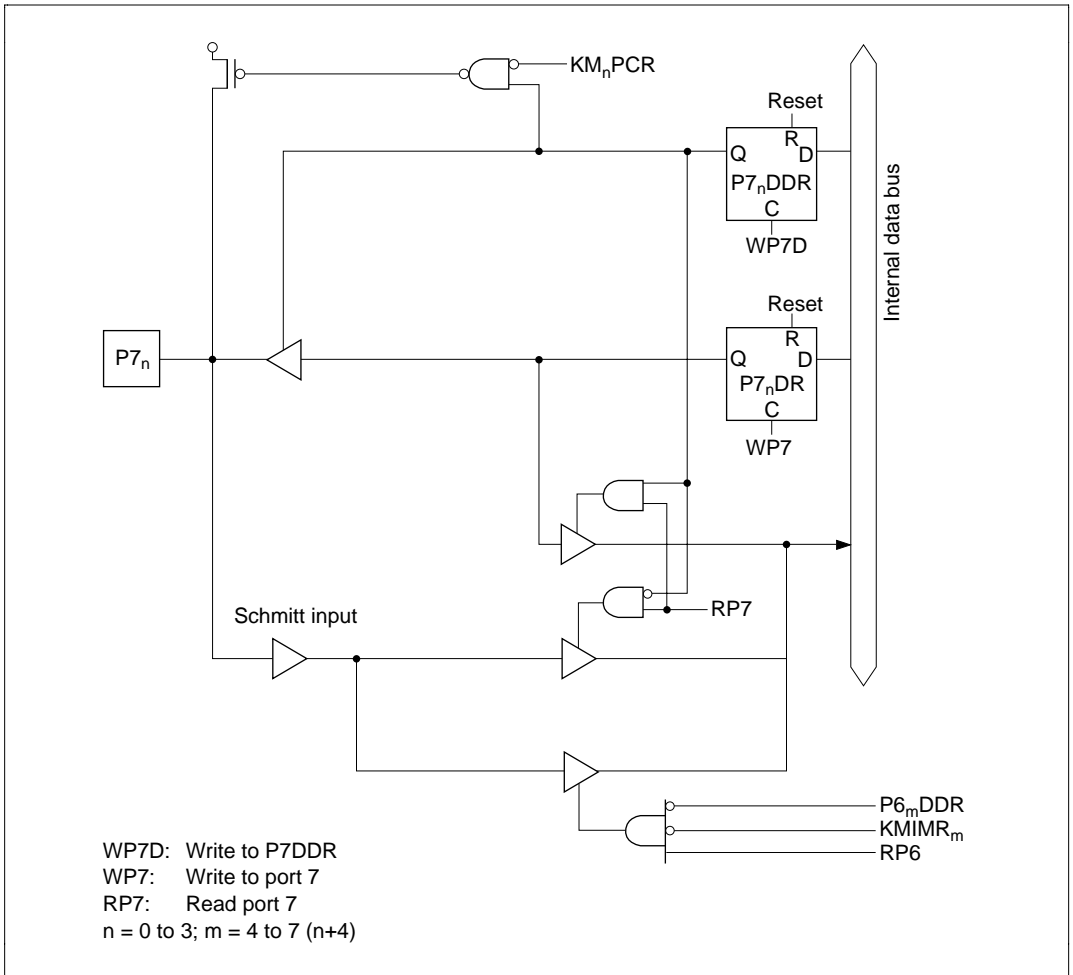 KMnPCR
Reset
R
Q D
P7nDDR
C
WP7D
Internal data bus
Reset
R
P7n
Q D
P7nDR
C
WP7
RP7
Schmitt input
P6mDDR
KMIMRm
RP6
WP7D: Write to P7DDR
WP7: Write to port 7
RP7: Read port 7
n = 0 to 3; m = 4 to 7 (n+4)